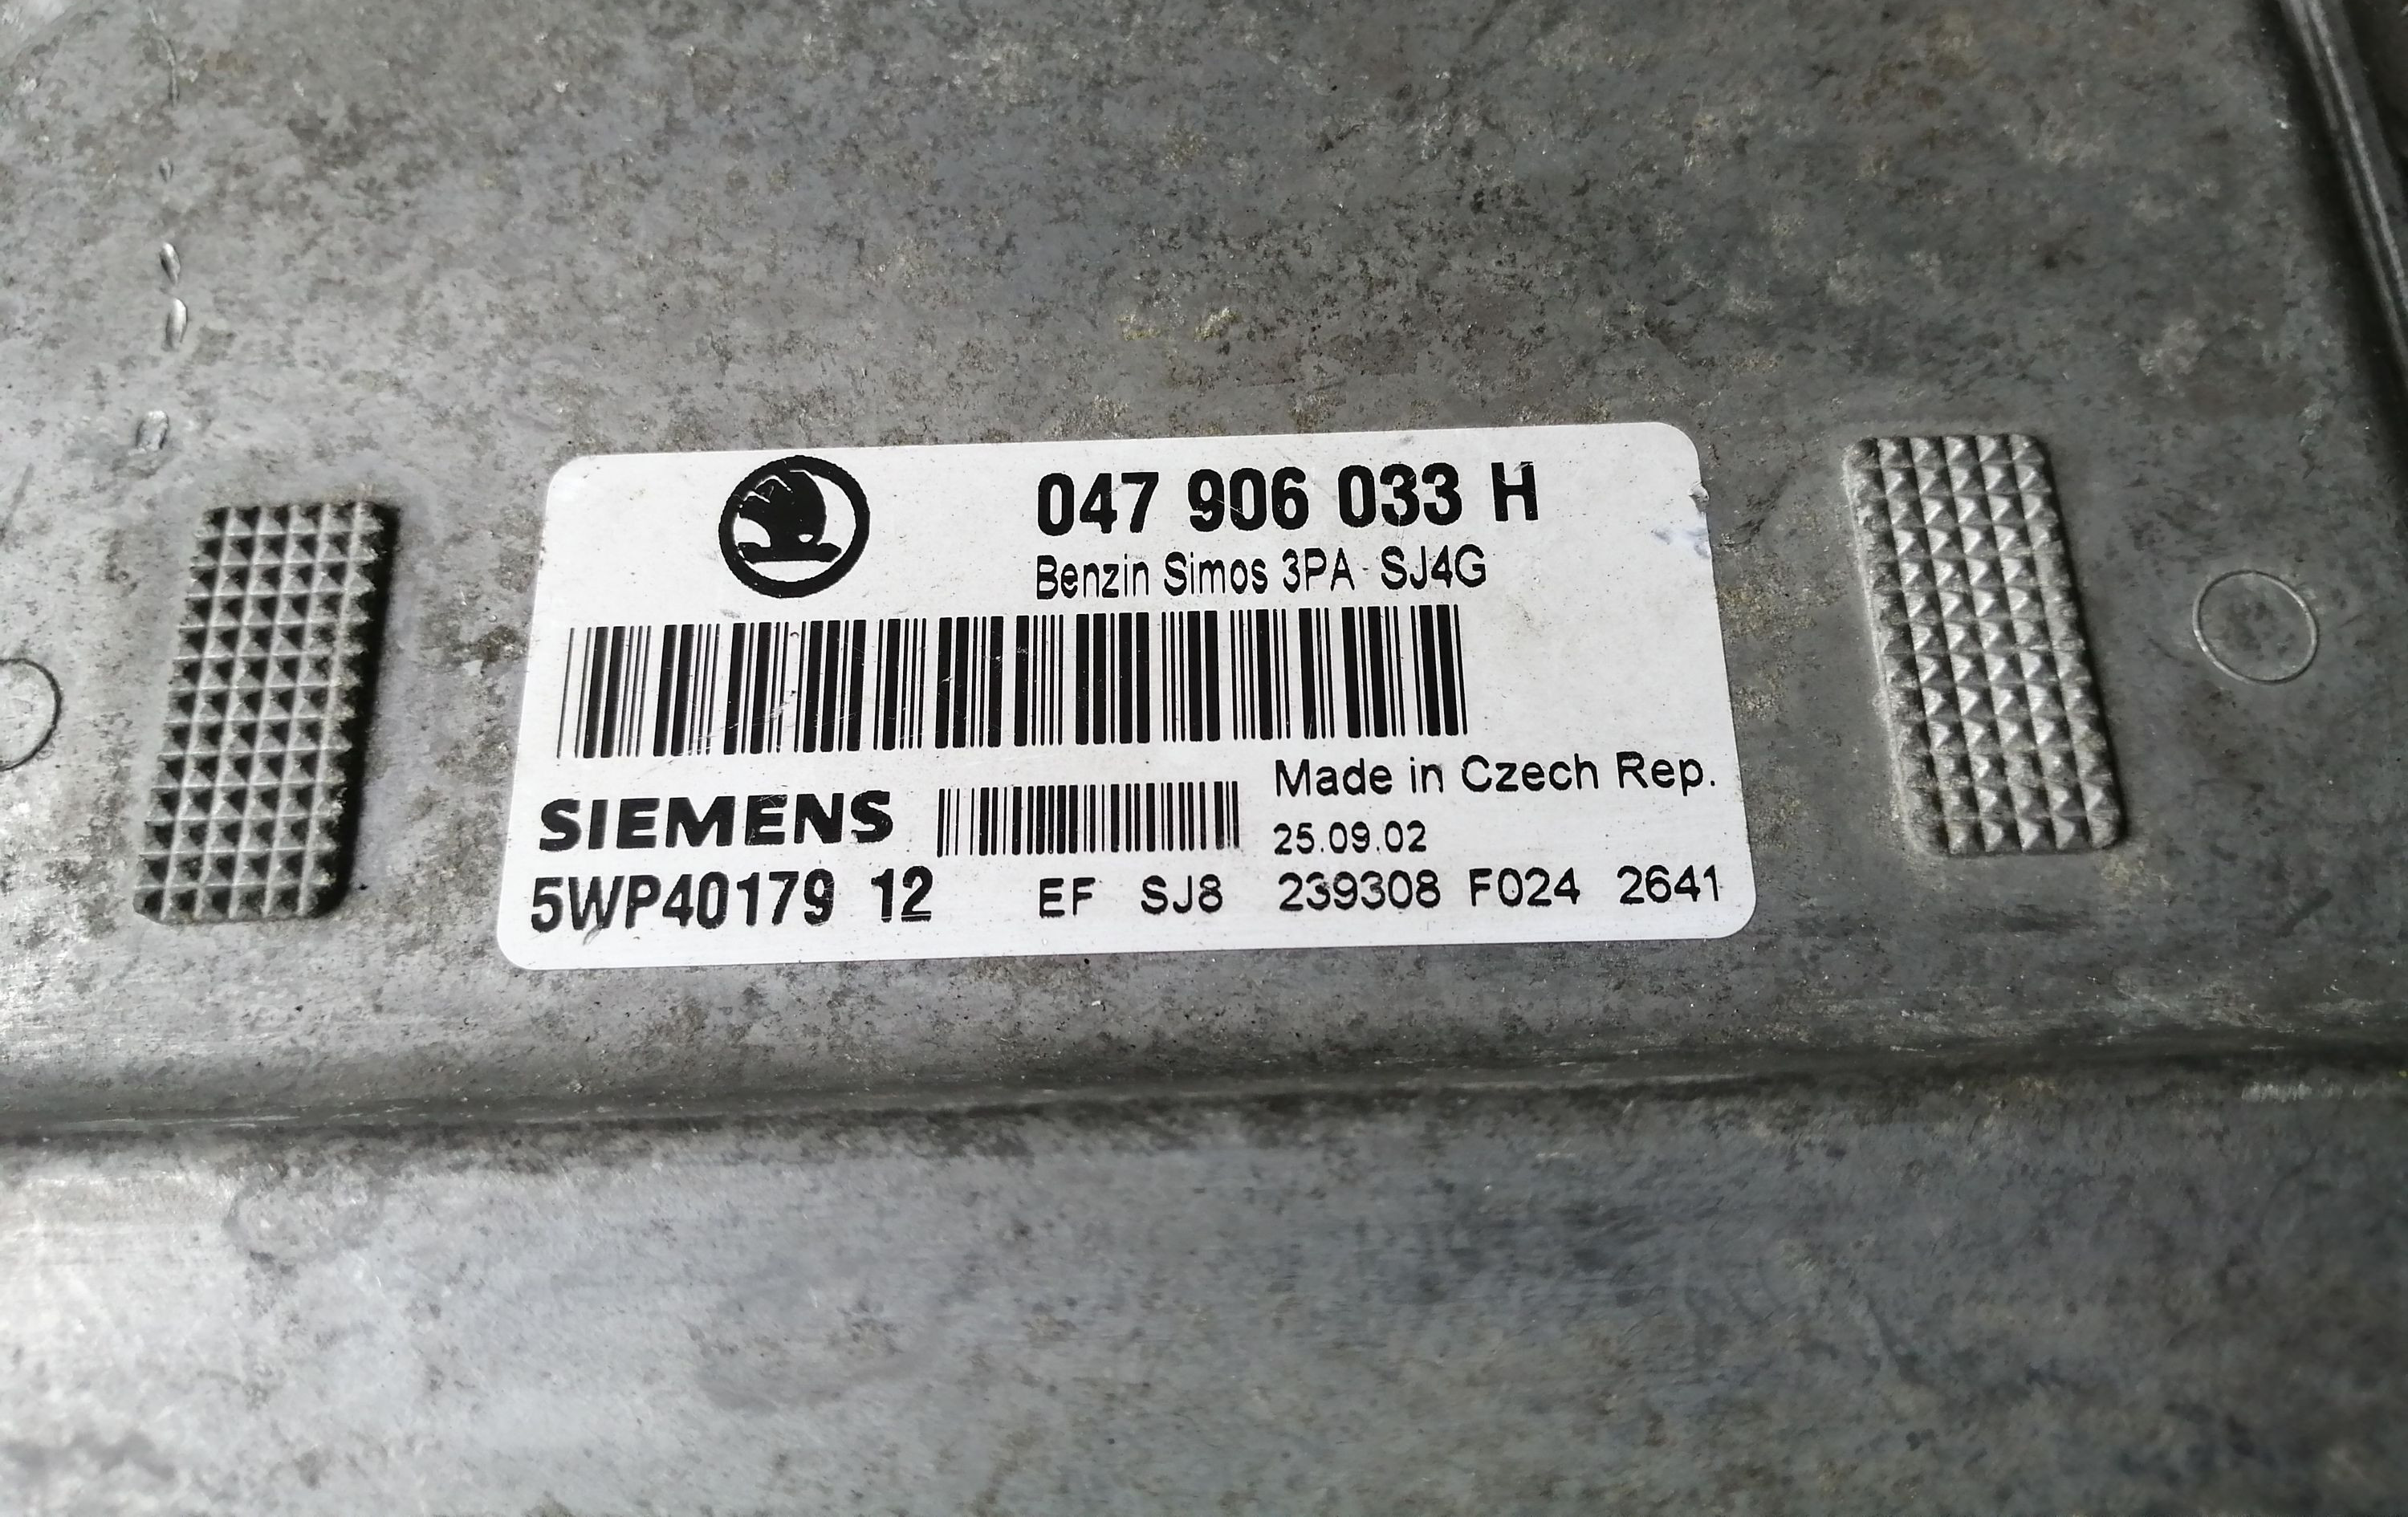 047 906 033 H
Benzin Simos 3PA SJ4G
Made in Czech Rep.
SIEMENS
25.09.02
5WP40179 12 EF SJ8 239308 F024 2641